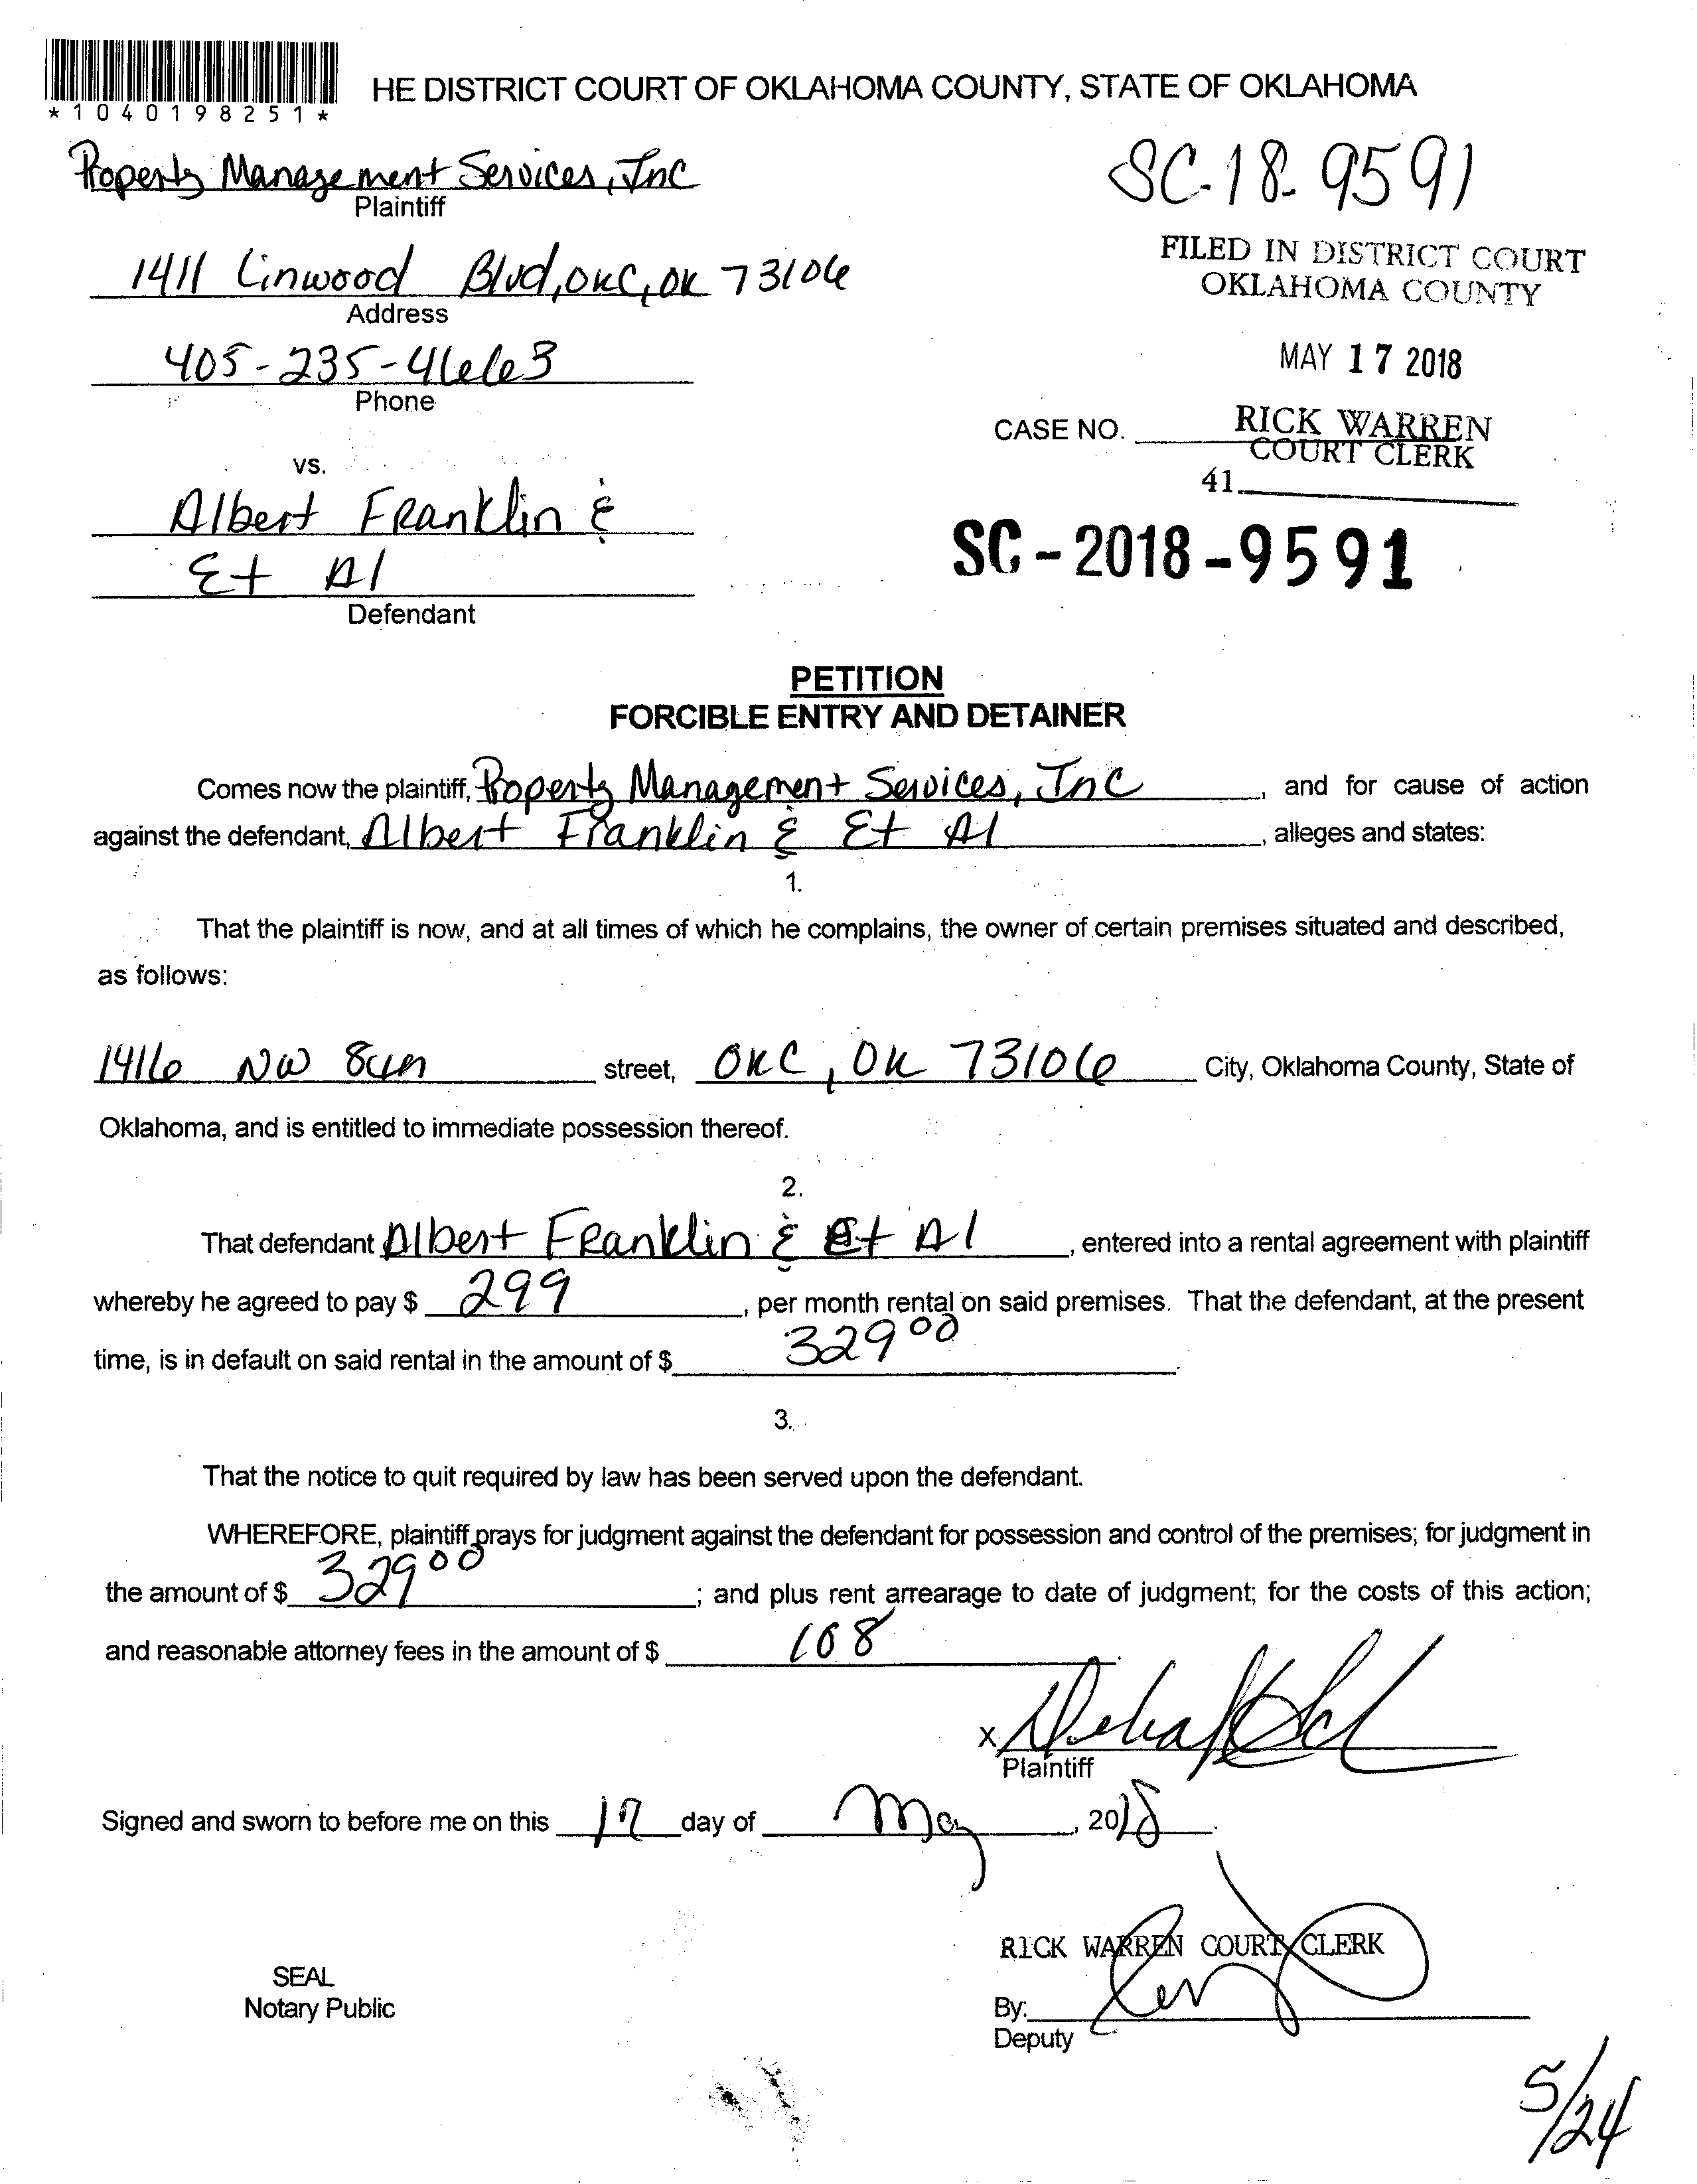 *1040198251*
HE DISTRICT COURT OF OKLAHOMA COUNTY, STATE OF OKLAHOMA
Property Management Services, Inc
Plaintiff
SC-18-9591
1411 Linwood Blvd, OKC, OK 73106
Address
FILED IN DISTRICT COURT
OKLAHOMA COUNTY
405-235-4663
Phone
MAY 17 2018
CASE NO.
RICK WARREN
COURT CLERK
41
vs.
Albert Franklin &
Et Al
Defendant
SC-2018-9591
PETITION
FORCIBLE ENTRY AND DETAINER
Comes now the plaintiff, Property Management Services, Inc, and for cause of action
against the defendant, Albert Franklin & Et Al, alleges and states:
1.
That the plaintiff is now, and at all times of which he complains, the owner of certain premises situated and described,
as follows:
1416 NW 8th street, OKC, OK 73106 City, Oklahoma County, State of
Oklahoma, and is entitled to immediate possession thereof.
2.
That defendant Albert Franklin & Et Al, entered into a rental agreement with plaintiff
whereby he agreed to pay $ 299, per month rental on said premises. That the defendant, at the present
time, is in default on said rental in the amount of $ 329 00.
3.
That the notice to quit required by law has been served upon the defendant.
WHEREFORE, plaintiff prays for judgment against the defendant for possession and control of the premises; for judgment in
the amount of $ 329 00; and plus rent arrearage to date of judgment; for the costs of this action;
and reasonable attorney fees in the amount of $ 108.
x
Plaintiff
Signed and sworn to before me on this 17 day of May, 2018.
RICK WARREN COURT CLERK
SEAL
Notary Public
By:
Deputy
5/24